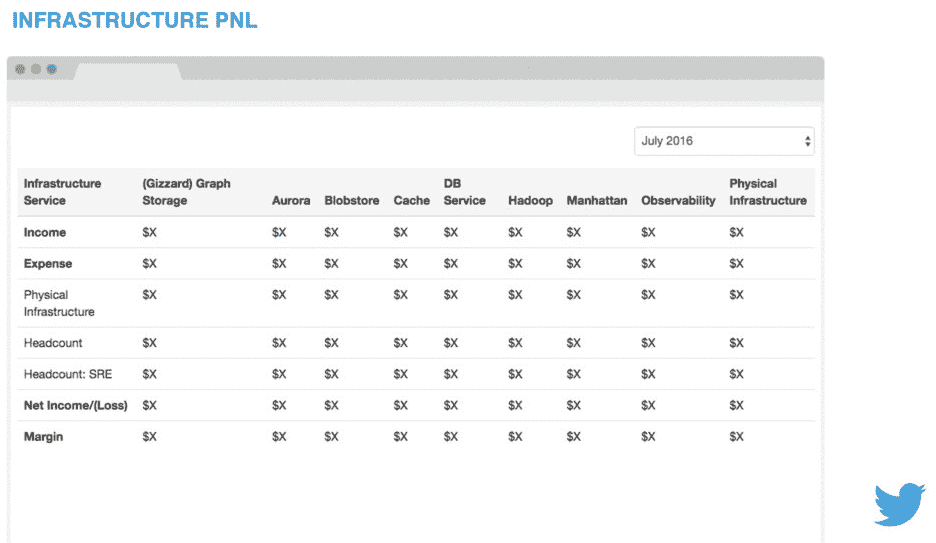 INFRASTRUCTURE PNL
July 2016
Infrastructure Service (Gizzard) Graph Storage Aurora Blobstore Cache DB Service Hadoop Manhattan Observability Physical Infrastructure
Income $X $X $X $X $X $X $X $X $X
Expense $X $X $X $X $X $X $X $X $X
Physical Infrastructure $X $X $X $X $X $X $X $X $X
Headcount $X $X $X $X $X $X $X $X $X
Headcount: SRE $X $X $X $X $X $X $X $X $X
Net Income/(Loss) $X $X $X $X $X $X $X $X $X
Margin $X $X $X $X $X $X $X $X $X